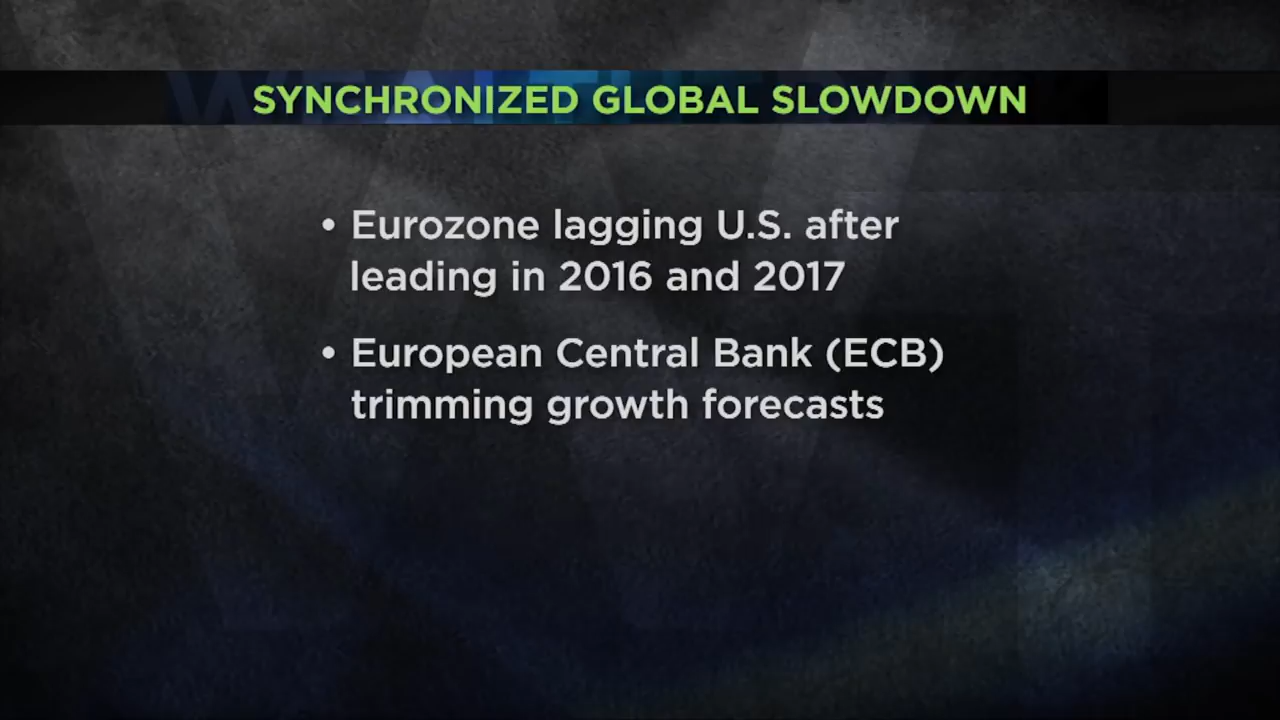 SYNCHRONIZED GLOBAL SLOWDOWN
• Eurozone lagging U.S. after
leading in 2016 and 2017
• European Central Bank (ECB)
trimming growth forecasts